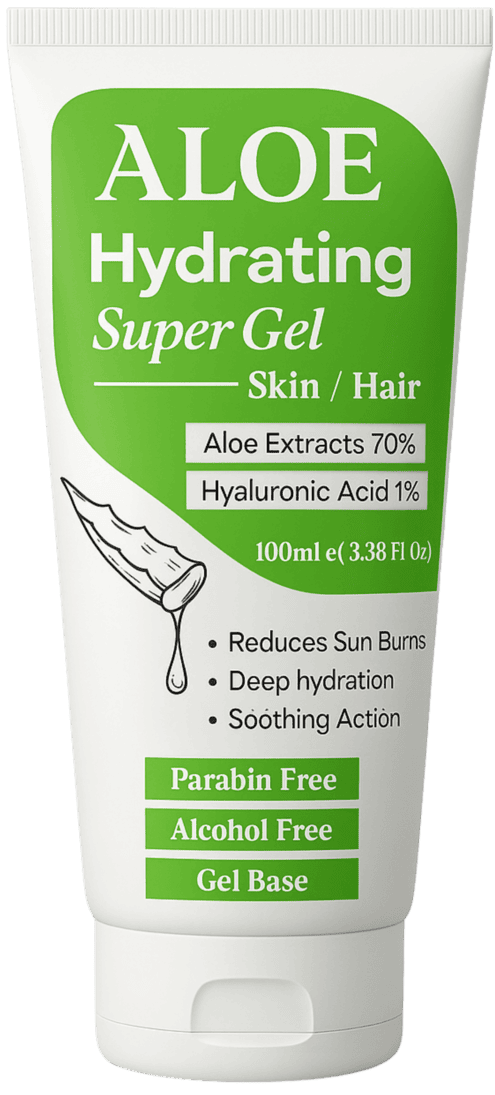 ALOE
Hydrating
Super Gel
Skin / Hair
Aloe Extracts 70%
Hyaluronic Acid 1%
100ml e( 3.38 Fl Oz)
• Reduces Sun Burns
• Deep hydration
• Soothing Action
Parabin Free
Alcohol Free
Gel Base